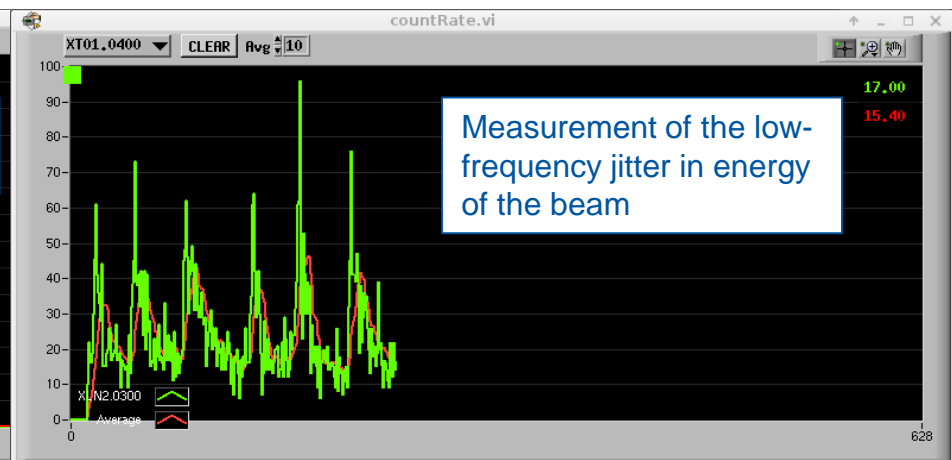 countRate.vi
XT01.0400 CLEAR Avg 10
100
90
80
70
60
50
40
30
20
10
0
0
628
17.00
15.40
Measurement of the low-
frequency jitter in energy
of the beam
XUN2.0300
Average